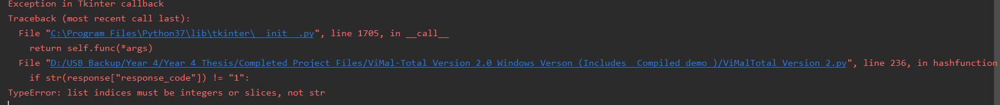 Exception in Tkinter callback
Traceback (most recent call last):
File "C:\Program Files\Python37\lib\tkinter\__init__.py", line 1705, in __call__
return self.func(*args)
File "D:/USB Backup/Year 4/Year 4 Thesis/Completed Project Files/ViMal-Total Version 2.0 Windows Verson (Includes  Compiled demo )/ViMalTotal Version 2.py", line 236, in hashfunction
if str(response["response_code"]) != "1":
TypeError: list indices must be integers or slices, not str